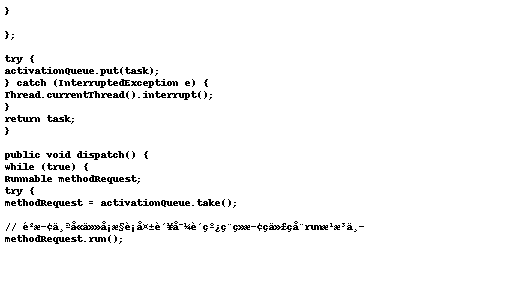 }
};
try {
activationQueue.put(task);
} catch (InterruptedException e) {
Thread.currentThread().interrupt();
}
return task;
}
public void dispatch() {
while (true) {
Runnable methodRequest;
try {
methodRequest = activationQueue.take();
//
methodRequest.run();